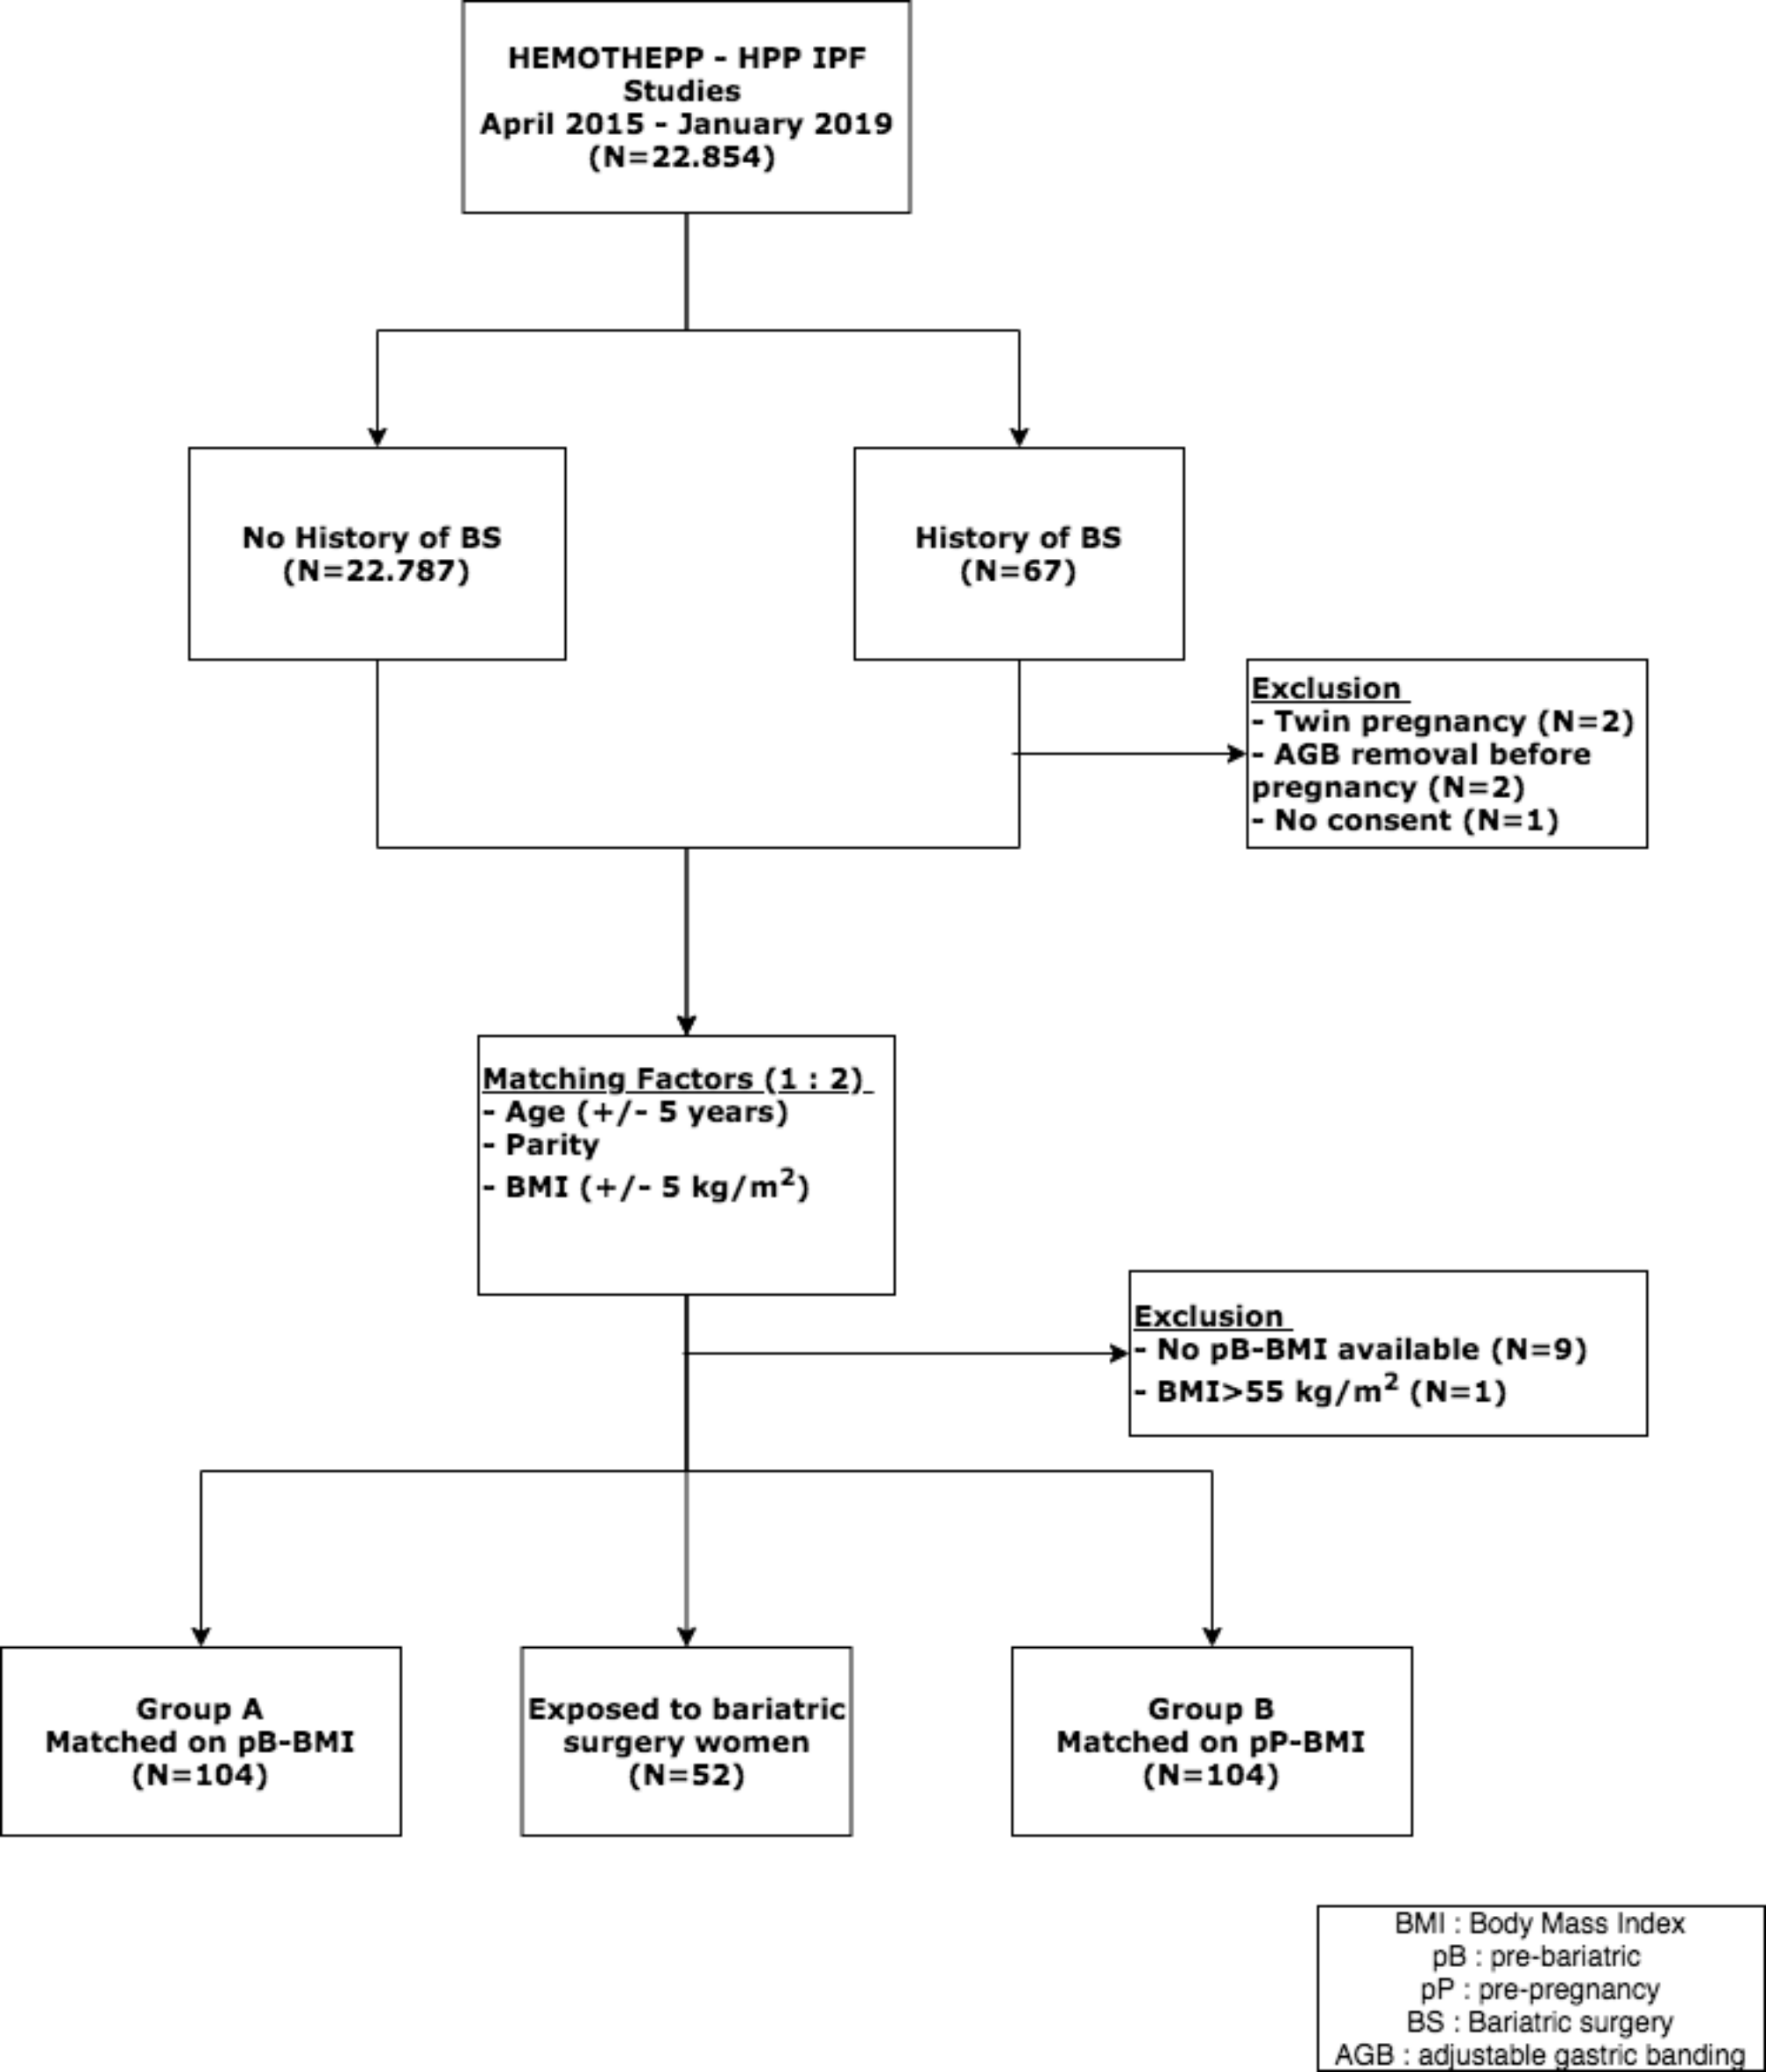 HEMOTHEPP - HPP IPF
Studies
April 2015 - January 2019
(N=22.854)
No History of BS
(N=22.787)
History of BS
(N=67)
Exclusion
- Twin pregnancy (N=2)
- AGB removal before
pregnancy (N=2)
- No consent (N=1)
Matching Factors (1 : 2)
- Age (+/- 5 years)
- Parity
- BMI (+/- 5 kg/m²)
Exclusion
- No pB-BMI available (N=9)
- BMI>55 kg/m² (N=1)
Group A
Matched on pB-BMI
(N=104)
Exposed to bariatric
surgery women
(N=52)
Group B
Matched on pP-BMI
(N=104)
BMI : Body Mass Index
pB : pre-bariatric
pP : pre-pregnancy
BS : Bariatric surgery
AGB : adjustable gastric banding